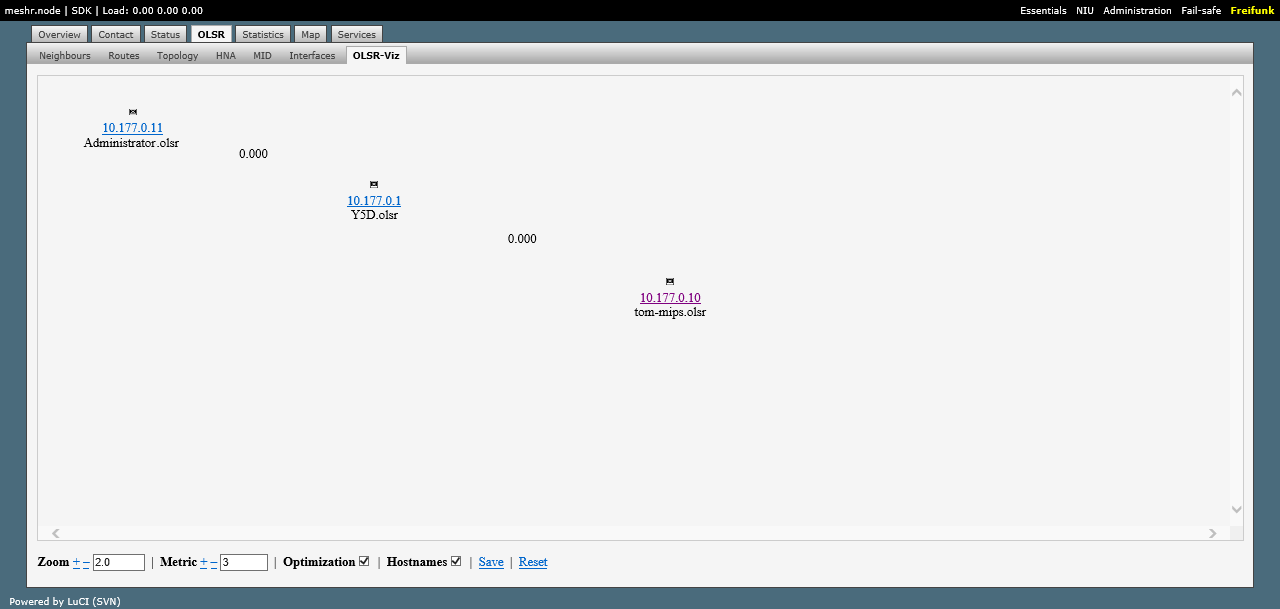 meshr.node | SDK | Load: 0.00 0.00 0.00 Essentials NIU Administration Fail-safe Freifunk
Overview Contact Status OLSR Statistics Map Services
Neighbours Routes Topology HNA MID Interfaces OLSR-Viz
10.177.0.11
Administrator.olsr
0.000
10.177.0.1
Y5D.olsr
0.000
10.177.0.10
tom-mips.olsr
Zoom + – 2.0 | Metric + – 3 | Optimization | Hostnames | Save | Reset
Powered by LuCI (SVN)